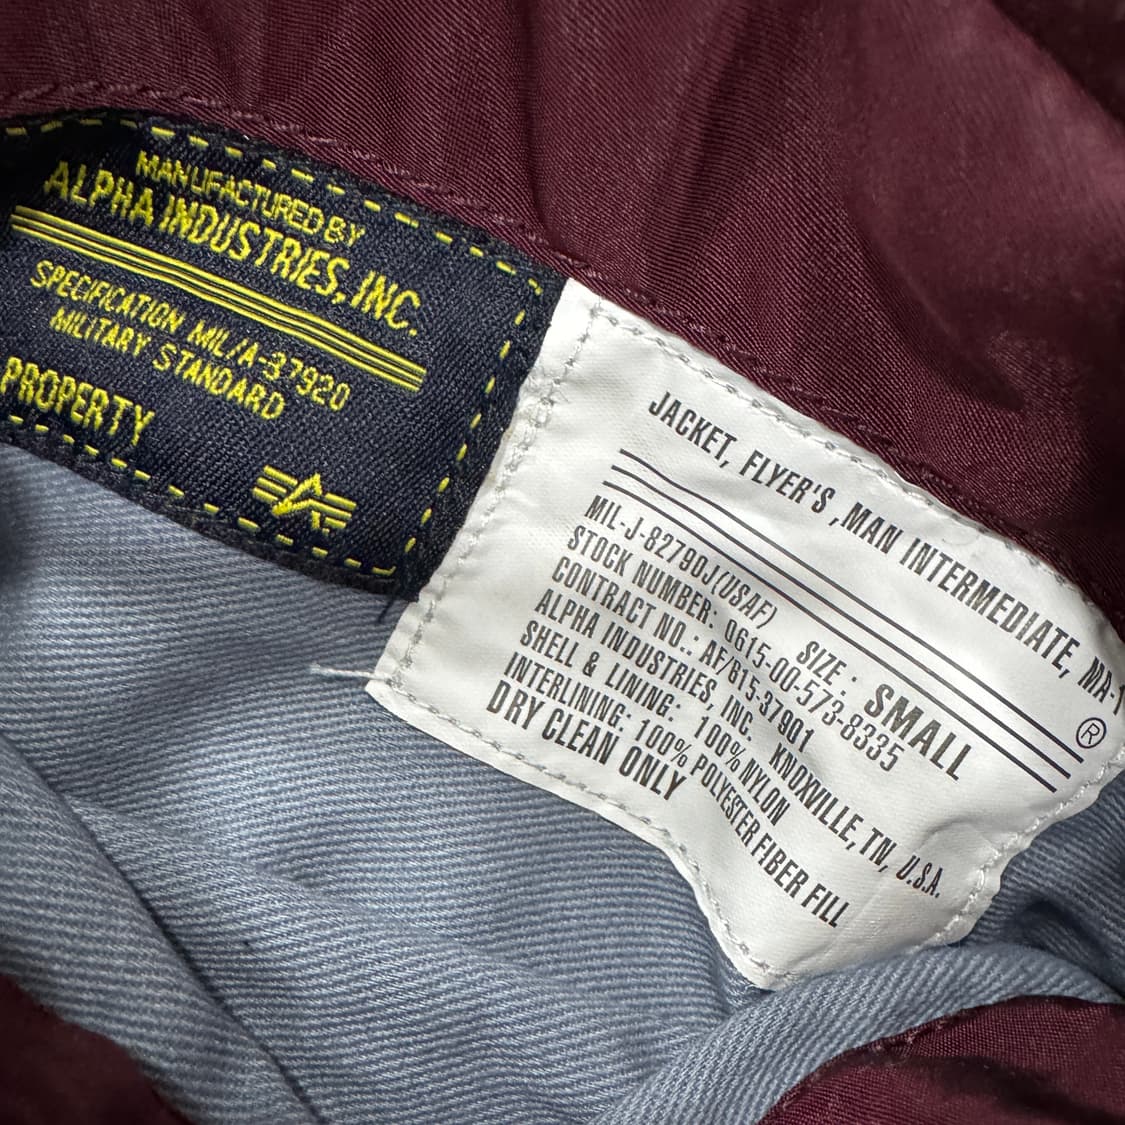 MANUFACTURED BY
ALPHA INDUSTRIES, INC.
SPECIFICATION MIL/A-37920
MILITARY STANDARD
PROPERTY
JACKET, FLYER'S ,MAN INTERMEDIATE, MA-1
®
MIL-J-82790J(USAF) SIZE : SMALL
STOCK NUMBER. 0615-00-573-8335
CONTRACT NO.: AF/615-37901
ALPHA INDUSTRIES, INC. KNOXVILLE, TN, U.S.A.
SHELL & LINING: 100% NYLON
INTERLINING: 100% POLYESTER FIBER FILL
DRY CLEAN ONLY